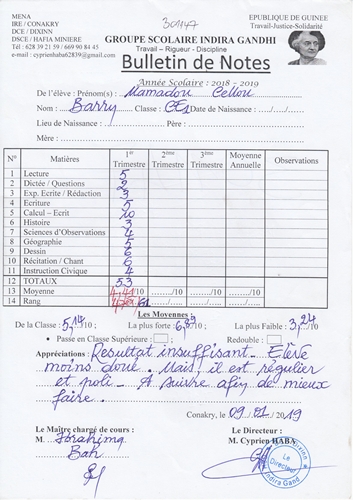 MENA
IRE / CONAKRY
DCE / DIXINN
DSCE / HAFIA MINIERE
Tél : 628 39 21 59 / 669 90 84 45
e-mail : cyprienhaba62839@gmail.com
EPUBLIQUE DE GUINEE
Travail-Justice-Solidarité
GROUPE SCOLAIRE INDIRA GANDHI
Travail – Rigueur - Discipline
Bulletin de Notes
Année Scolaire : 2018 - 2019
De l'élève : Prénom(s) : Mamadou Cellou
Nom : Barry Classe : CE1 Date de Naissance : ..../...../.....
Lieu de Naissance : Père :
Mère :
N° Matières 1er Trimestre 2ème Trimestre 3ème Trimestre Moyenne Annuelle Observations
1 Lecture 5
2 Dictée / Questions 2
3 Exp. Ecrite / Rédaction 3
4 Ecriture 5
5 Calcul – Ecrit 10
6 Histoire 3
7 Sciences d'Observations 4
8 Géographie 5
9 Dessin 6
10 Récitation / Chant 6
11 Instruction Civique 4
12 TOTAUX 53
13 Moyenne 4,41/10 ......../10 ......../10 ......../10
14 Rang
Les Moyennes
De la Classe : 5,14/10 ; La plus forte : /10 ; La plus Faible : 3,24/10
• Passe en Classe Supérieure : Redouble :
Appréciations : Resultat insuffisant. Elève
moins doué. Mais, il est régulier
et poli. A suivre afin de mieux
faire.
Conakry, le 09/01/2019
Le Maître chargé de cours :
M. Ibrahima
Bah
Le Directeur :
M. Cyprien HABA
Le Directeur